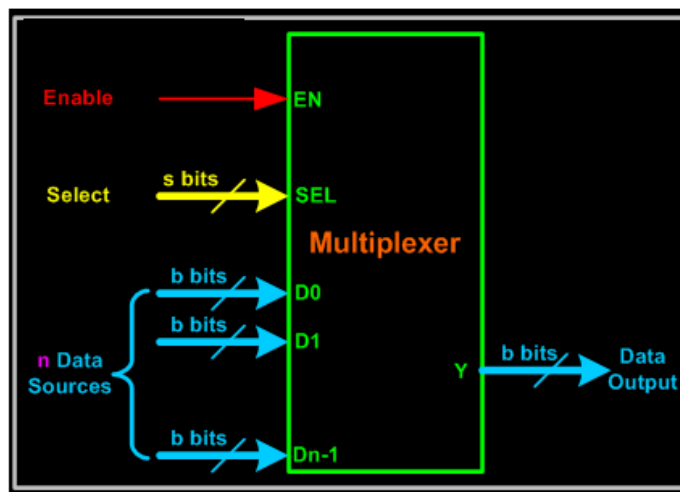 Enable
EN
Select
s bits
SEL
Multiplexer
b bits
D0
b bits
D1
n Data
Sources
b bits
Dn-1
Y
b bits
Data
Output